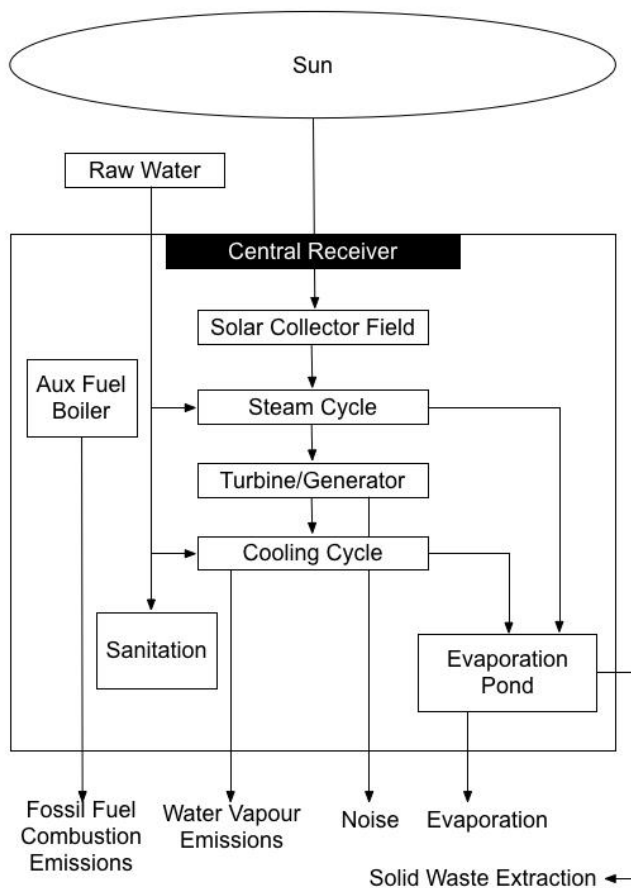 Sun
Raw Water
Central Receiver
Solar Collector Field
Aux Fuel
Boiler
Steam Cycle
Turbine/Generator
Cooling Cycle
Sanitation
Evaporation
Pond
Fossil Fuel
Combustion
Emissions
Water Vapour
Emissions
Noise
Evaporation
Solid Waste Extraction